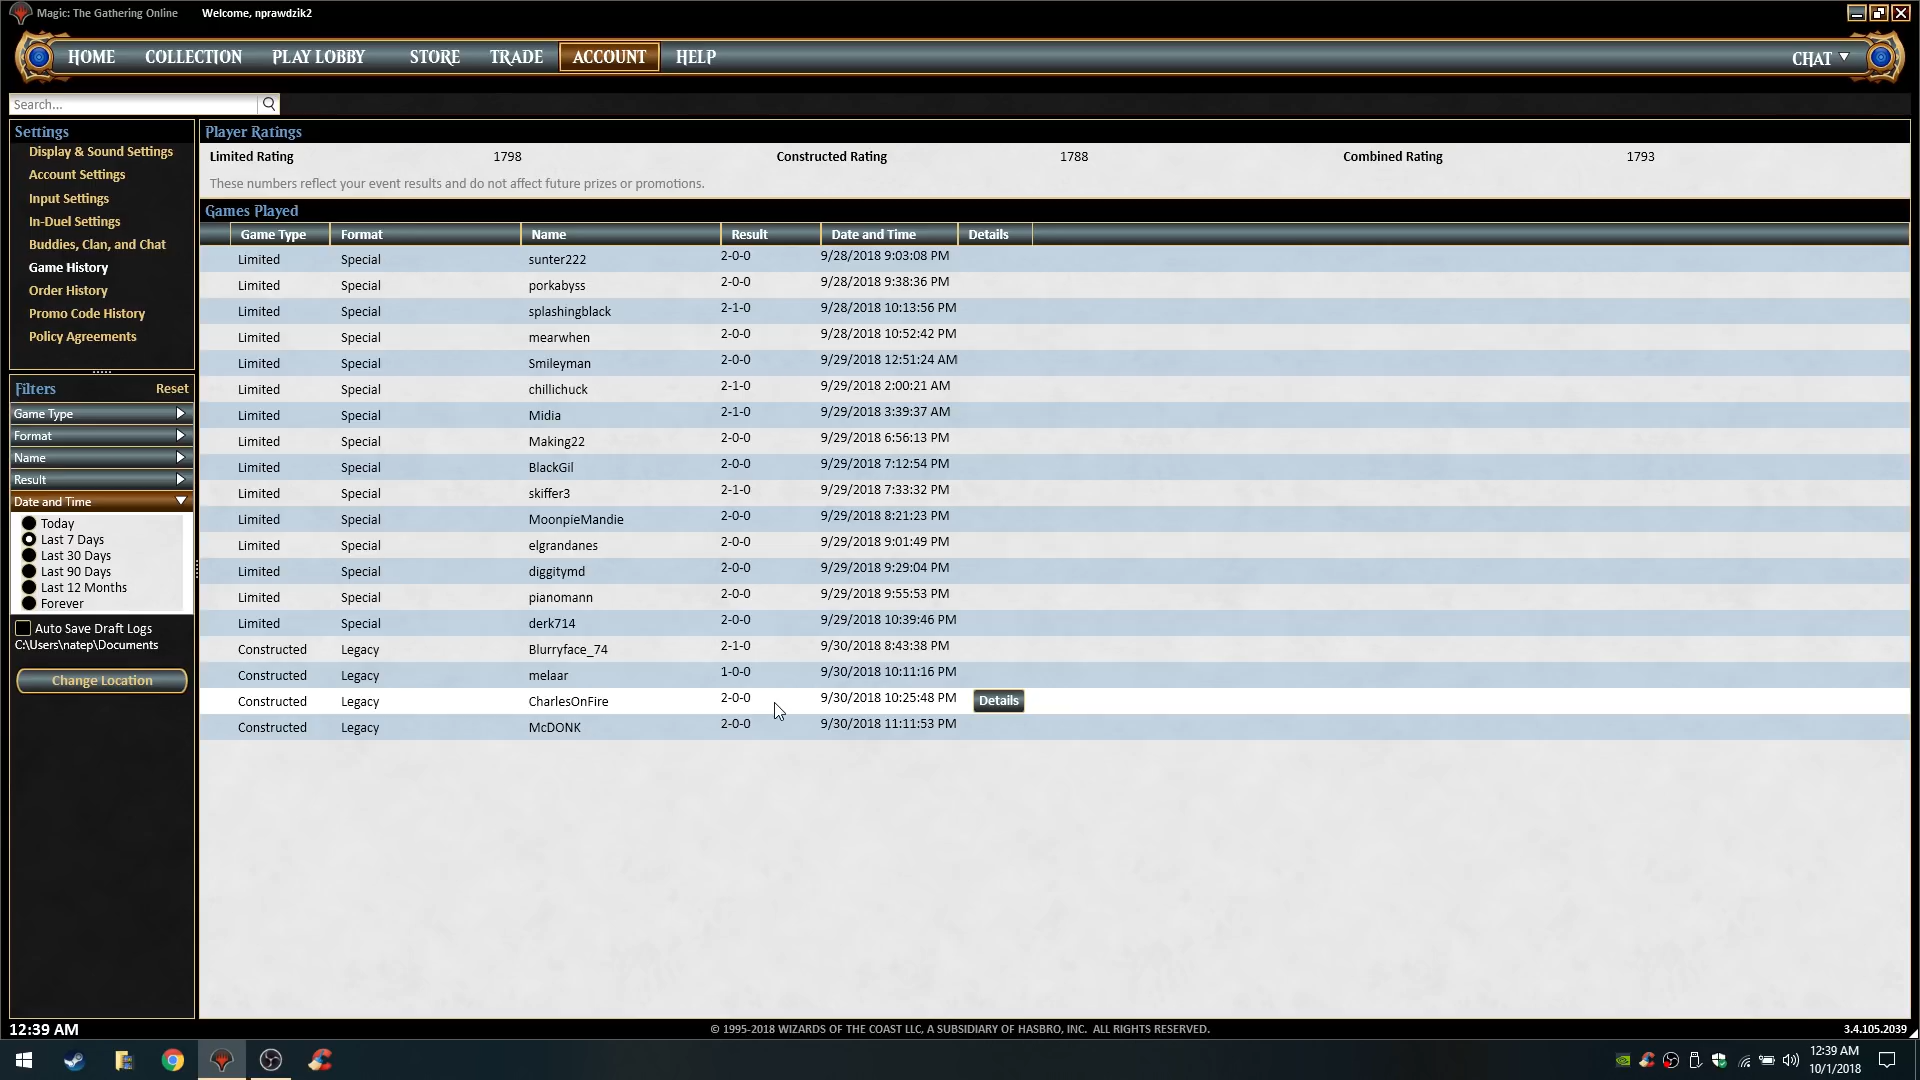 Magic: The Gathering Online Welcome, nprawdzik2
HOME COLLECTION PLAY LOBBY STORE TRADE ACCOUNT HELP CHAT
Search...
Settings
Display & Sound Settings
Account Settings
Input Settings
In-Duel Settings
Buddies, Clan, and Chat
Game History
Order History
Promo Code History
Policy Agreements
Filters Reset
Game Type
Format
Name
Result
Date and Time
Today
Last 7 Days
Last 30 Days
Last 90 Days
Last 12 Months
Forever
Auto Save Draft Logs
C:\Users\natep\Documents
Change Location
Player Ratings
Limited Rating 1798 Constructed Rating 1788 Combined Rating 1793
These numbers reflect your event results and do not affect future prizes or promotions.
Games Played
Game Type Format Name Result Date and Time Details
Limited Special sunter222 2-0-0 9/28/2018 9:03:08 PM
Limited Special porkabyss 2-0-0 9/28/2018 9:38:36 PM
Limited Special splashingblack 2-1-0 9/28/2018 10:13:56 PM
Limited Special mearwhen 2-0-0 9/28/2018 10:52:42 PM
Limited Special Smileyman 2-0-0 9/29/2018 12:51:24 AM
Limited Special chillichuck 2-1-0 9/29/2018 2:00:21 AM
Limited Special Midia 2-1-0 9/29/2018 3:39:37 AM
Limited Special Making22 2-0-0 9/29/2018 6:56:13 PM
Limited Special BlackGil 2-0-0 9/29/2018 7:12:54 PM
Limited Special skiffer3 2-1-0 9/29/2018 7:33:32 PM
Limited Special MoonpieMandie 2-0-0 9/29/2018 8:21:23 PM
Limited Special elgrandanes 2-0-0 9/29/2018 9:01:49 PM
Limited Special diggitymd 2-0-0 9/29/2018 9:29:04 PM
Limited Special pianomann 2-0-0 9/29/2018 9:55:53 PM
Limited Special derk714 2-0-0 9/29/2018 10:39:46 PM
Constructed Legacy Blurryface_74 2-1-0 9/30/2018 8:43:38 PM
Constructed Legacy melaar 1-0-0 9/30/2018 10:11:16 PM
Constructed Legacy CharlesOnFire 2-0-0 9/30/2018 10:25:48 PM Details
Constructed Legacy McDONK 2-0-0 9/30/2018 11:11:53 PM
12:39 AM © 1995-2018 WIZARDS OF THE COAST LLC, A SUBSIDIARY OF HASBRO, INC. ALL RIGHTS RESERVED. 3.4.105.2039
12:39 AM
10/1/2018